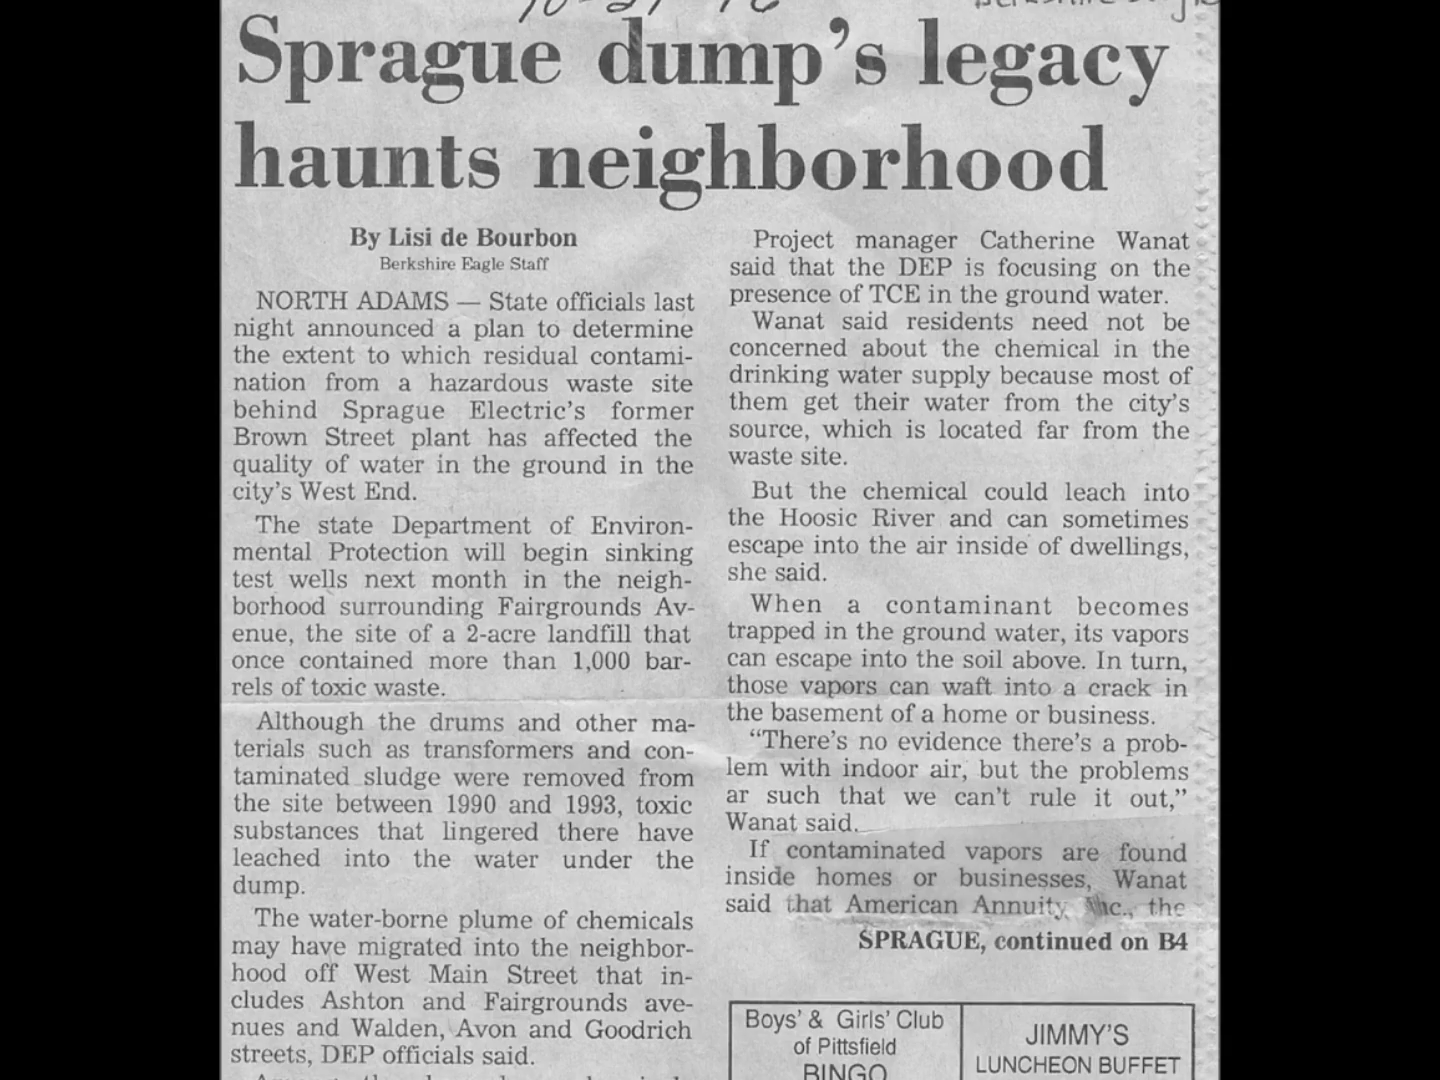 Sprague dump's legacy
haunts neighborhood
By Lisi de Bourbon
Berkshire Eagle Staff
NORTH ADAMS — State officials last
night announced a plan to determine
the extent to which residual contami-
nation from a hazardous waste site
behind Sprague Electric's former
Brown Street plant has affected the
quality of water in the ground in the
city's West End.
The state Department of Environ-
mental Protection will begin sinking
test wells next month in the neigh-
borhood surrounding Fairgrounds Av-
enue, the site of a 2-acre landfill that
once contained more than 1,000 bar-
rels of toxic waste.
Although the drums and other ma-
terials such as transformers and con-
taminated sludge were removed from
the site between 1990 and 1993, toxic
substances that lingered there have
leached into the water under the
dump.
The water-borne plume of chemicals
may have migrated into the neighbor-
hood off West Main Street that in-
cludes Ashton and Fairgrounds ave-
nues and Walden, Avon and Goodrich
streets, DEP officials said.
Project manager Catherine Wanat
said that the DEP is focusing on the
presence of TCE in the ground water.
Wanat said residents need not be
concerned about the chemical in the
drinking water supply because most of
them get their water from the city's
source, which is located far from the
waste site.
But the chemical could leach into
the Hoosic River and can sometimes
escape into the air inside of dwellings,
she said.
When a contaminant becomes
trapped in the ground water, its vapors
can escape into the soil above. In turn,
those vapors can waft into a crack in
the basement of a home or business.
"There's no evidence there's a prob-
lem with indoor air, but the problems
ar such that we can't rule it out,"
Wanat said.
If contaminated vapors are found
inside homes or businesses, Wanat
said that American Annuity Inc., the
SPRAGUE, continued on B4
Boys' & Girls' Club
of Pittsfield
BINGO
JIMMY'S
LUNCHEON BUFFET